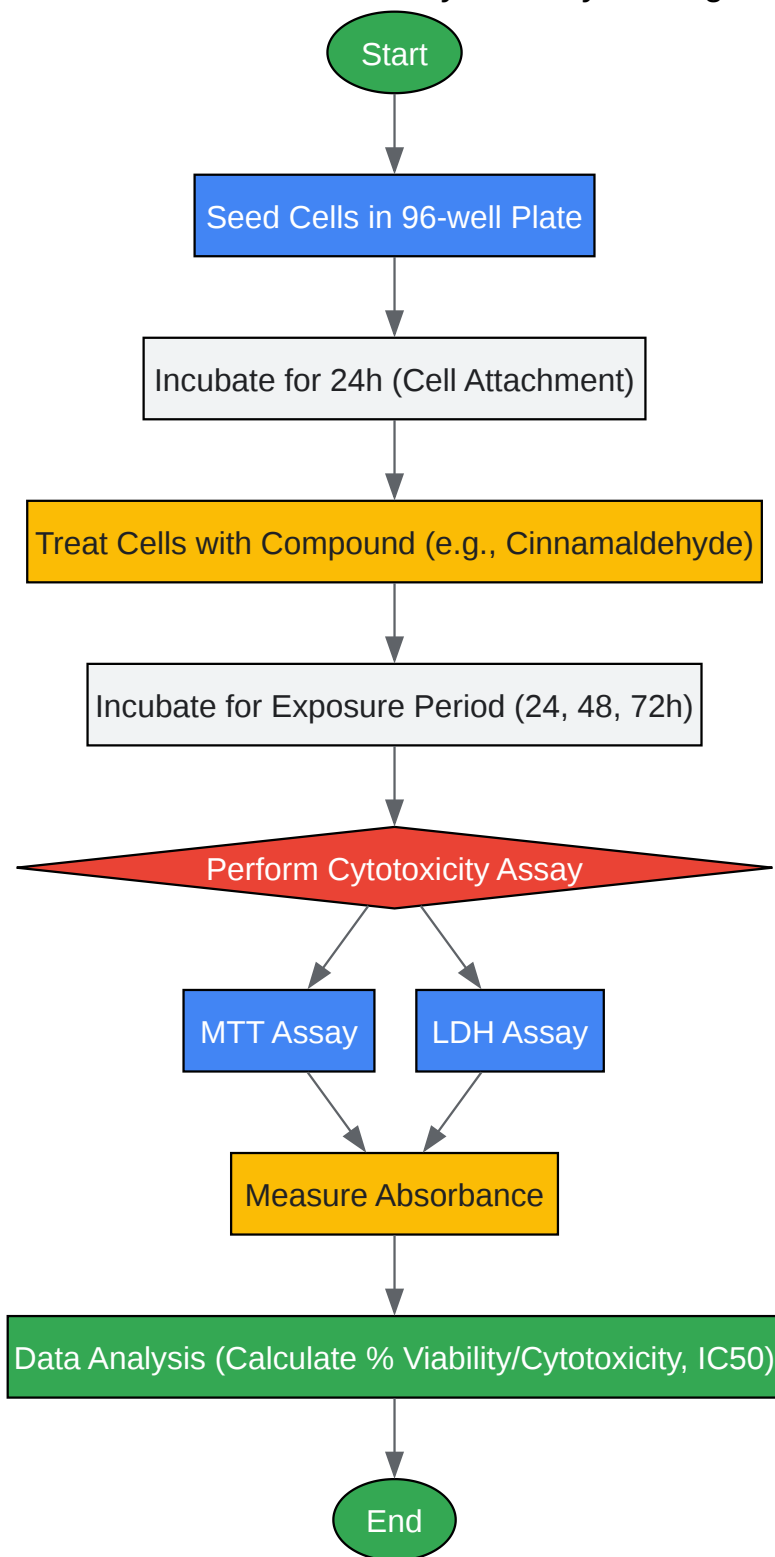 Start
Seed Cells in 96-well Plate
Incubate for 24h (Cell Attachment)
Treat Cells with Compound (e.g., Cinnamaldehyde)
Incubate for Exposure Period (24, 48, 72h)
Perform Cytotoxicity Assay
MTT Assay
LDH Assay
Measure Absorbance
Data Analysis (Calculate % Viability/Cytotoxicity, IC50)
End